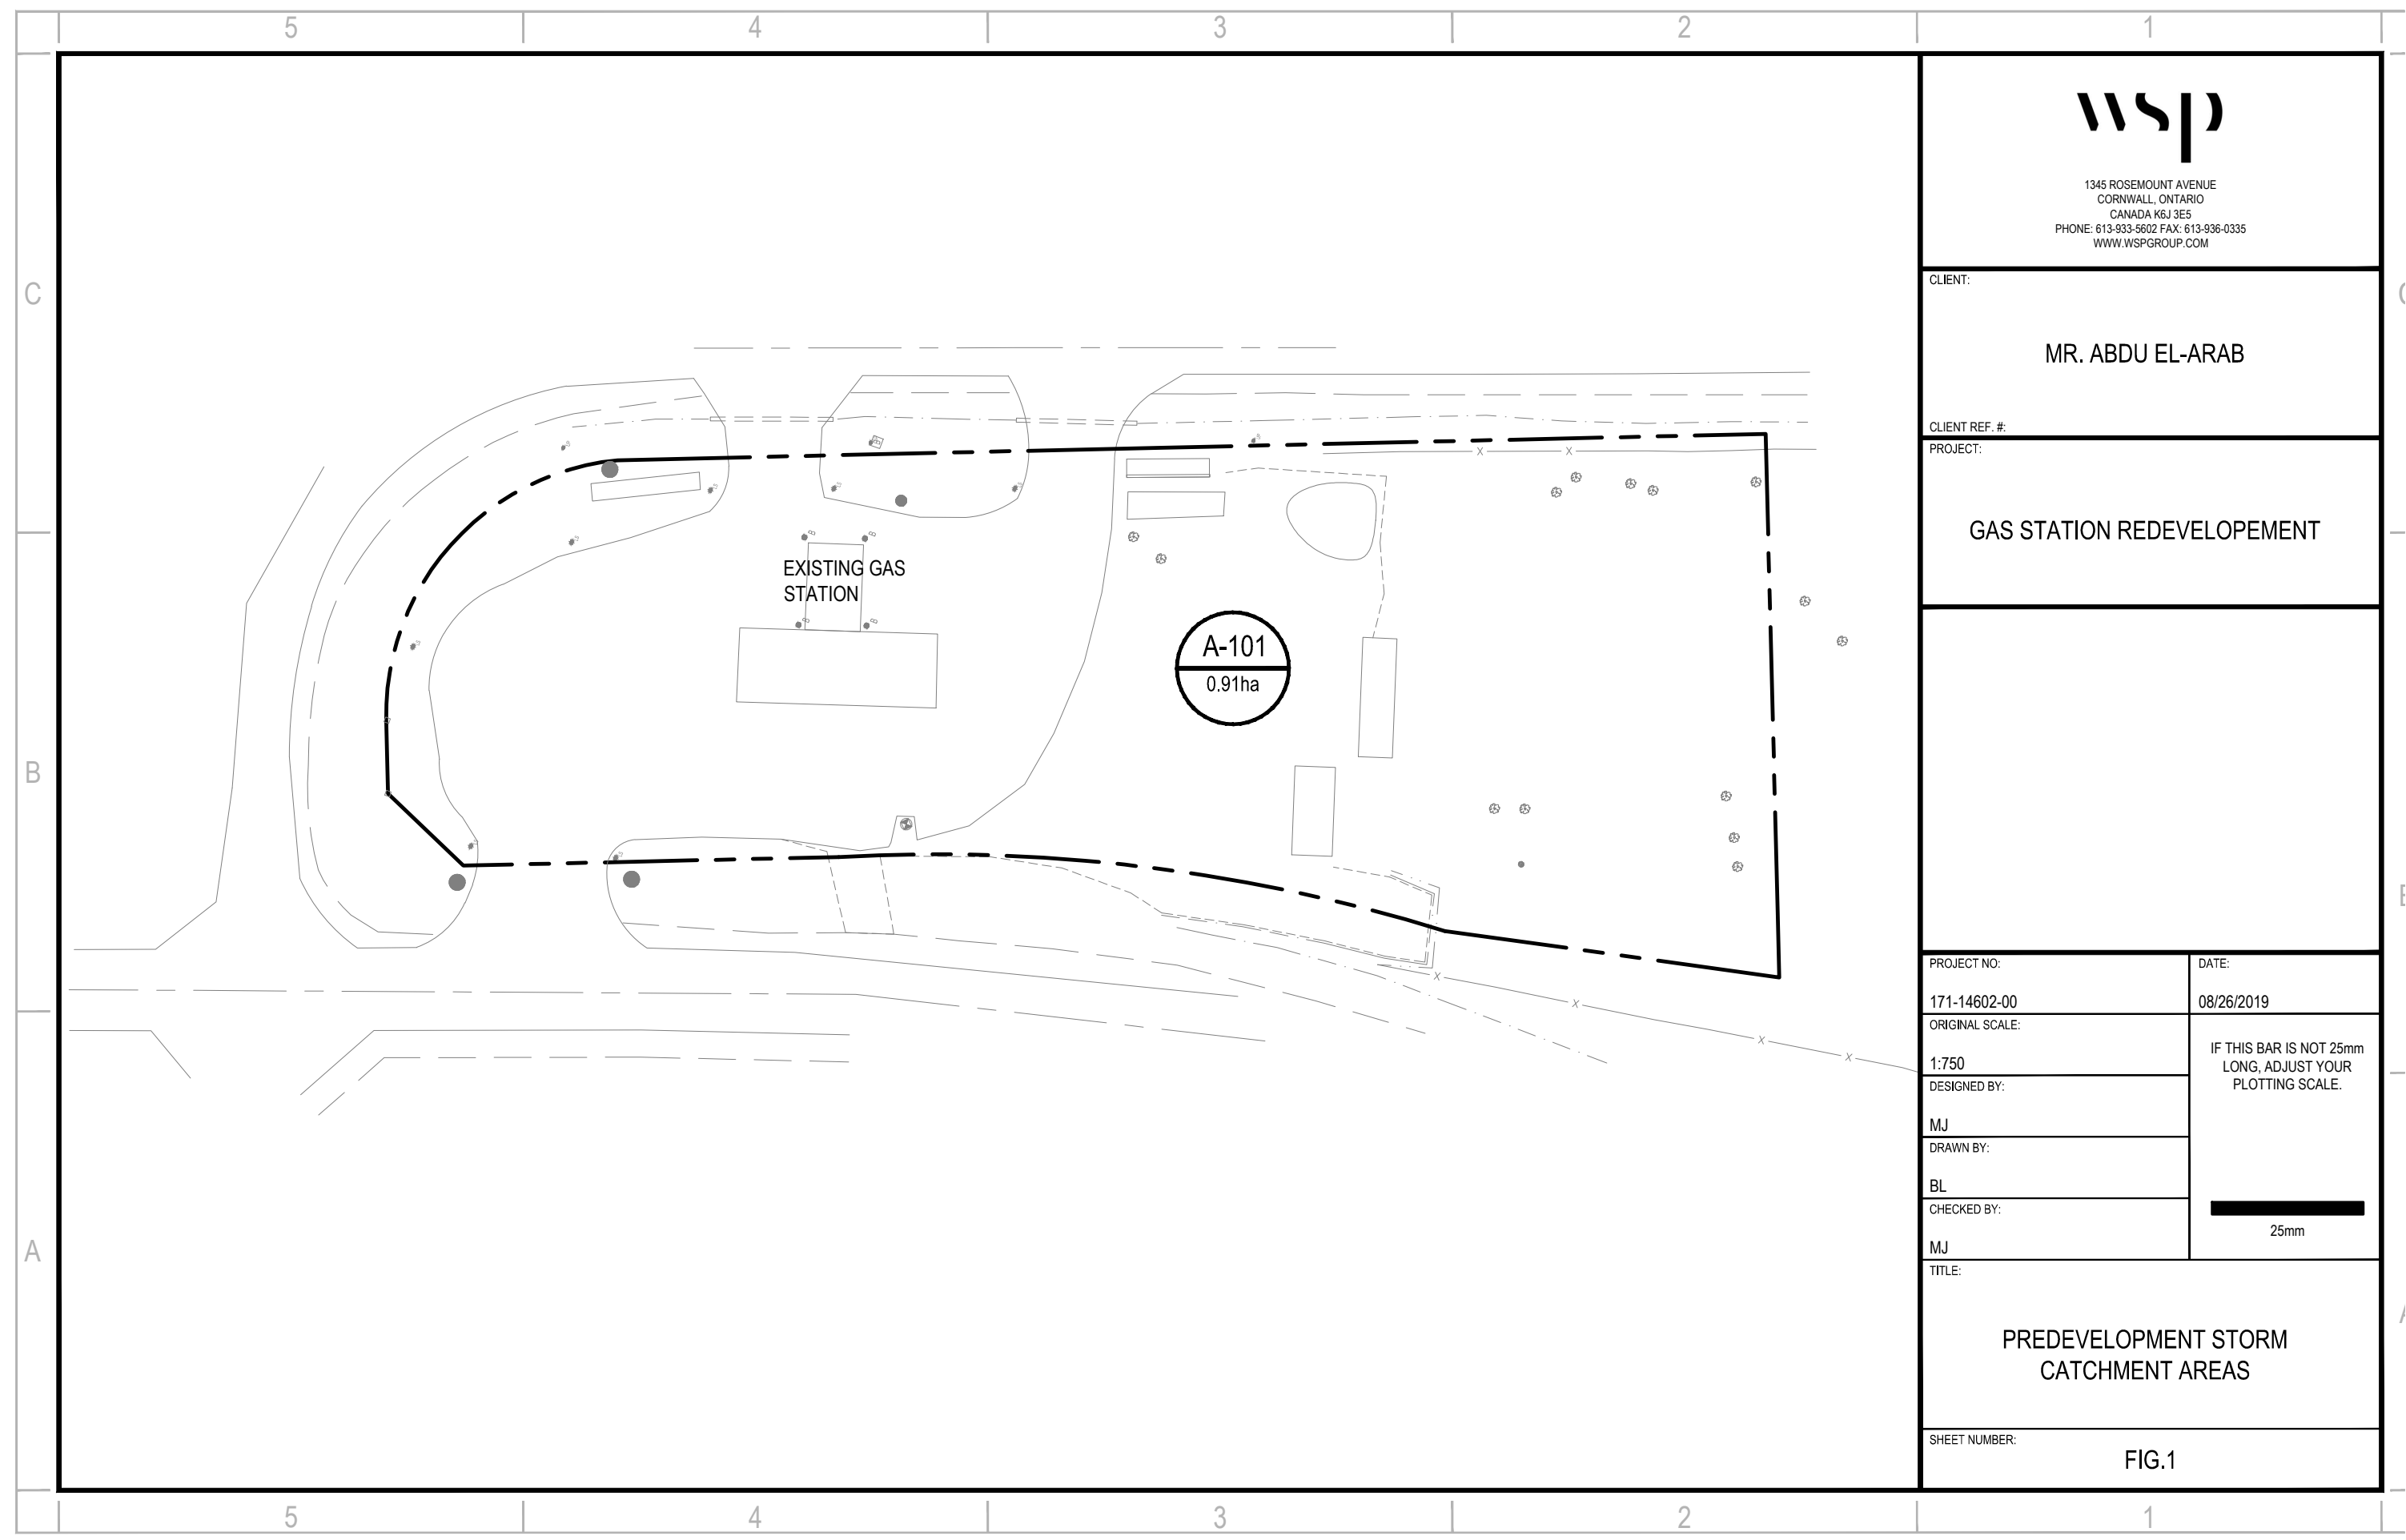 5 4 3 2 1
wsp
1345 ROSEMOUNT AVENUE
CORNWALL, ONTARIO
CANADA K6J 3E5
PHONE: 613-933-5602 FAX: 613-936-0335
WWW.WSPGROUP.COM
C
CLIENT:
MR. ABDU EL-ARAB
CLIENT REF. #:
PROJECT:
GAS STATION REDEVELOPEMENT
X X
EXISTING GAS
STATION
A-101
0.91ha
B
X X X X
PROJECT NO:
171-14602-00
DATE:
08/26/2019
ORIGINAL SCALE:
1:750
IF THIS BAR IS NOT 25mm
LONG, ADJUST YOUR
PLOTTING SCALE.
DESIGNED BY:
MJ
DRAWN BY:
BL
CHECKED BY:
MJ
25mm
A
TITLE:
PREDEVELOPMENT STORM
CATCHMENT AREAS
SHEET NUMBER:
FIG.1
5 4 3 2 1